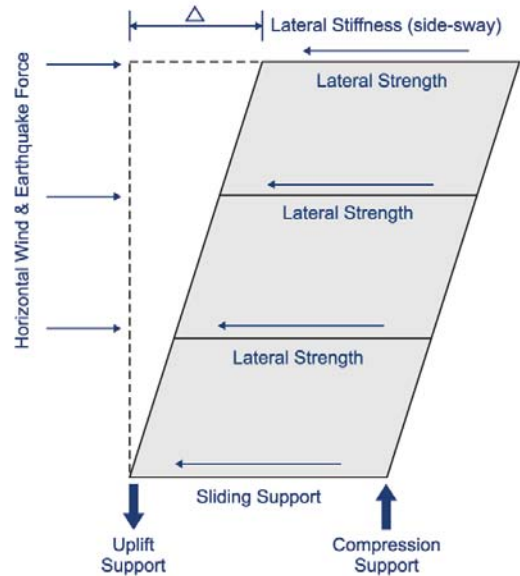 △
Lateral Stiffness (side-sway)
Lateral Strength
Horizontal Wind & Earthquake Force
Lateral Strength
Lateral Strength
Sliding Support
Uplift
Support
Compression
Support